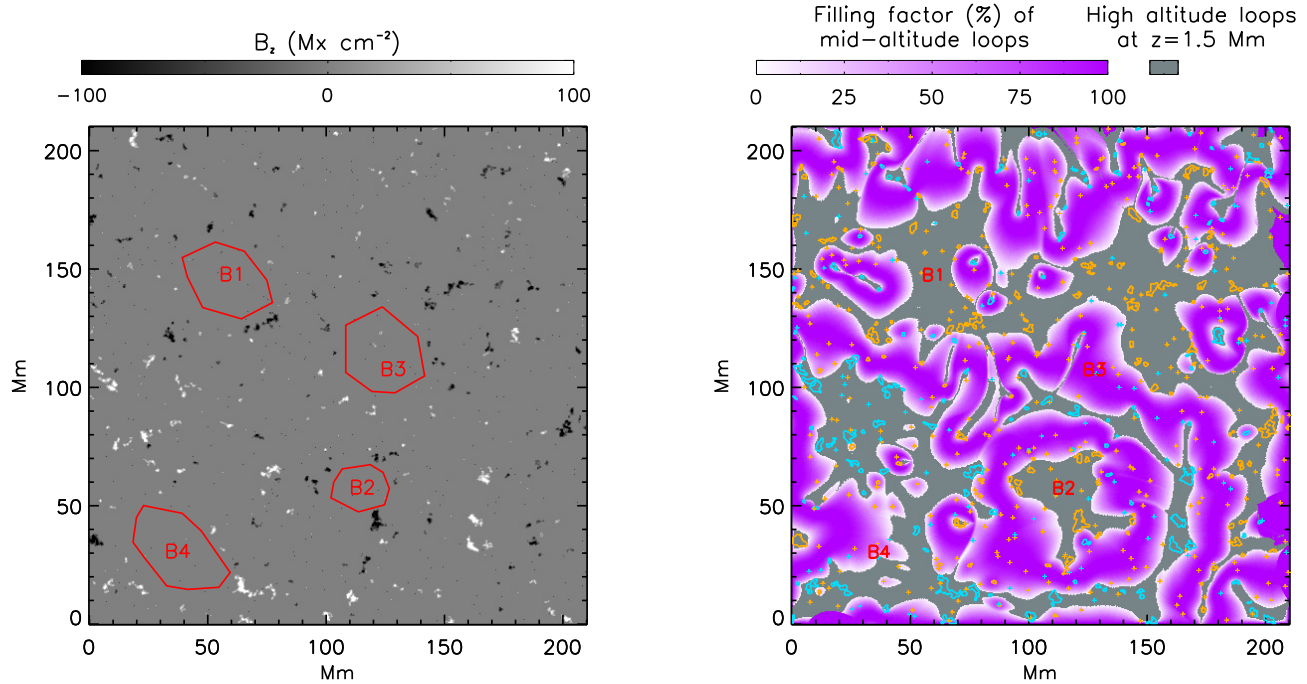 B_z (Mx cm^-2)
-100 0 100
200
150
100
50
0
Mm
B1
B3
B2
B4
0 50 100 150 200
Mm
Filling factor (%) of
mid-altitude loops
0 25 50 75 100
High altitude loops
at z=1.5 Mm
200
150
100
50
0
Mm
B1
B3
B2
B4
0 50 100 150 200
Mm